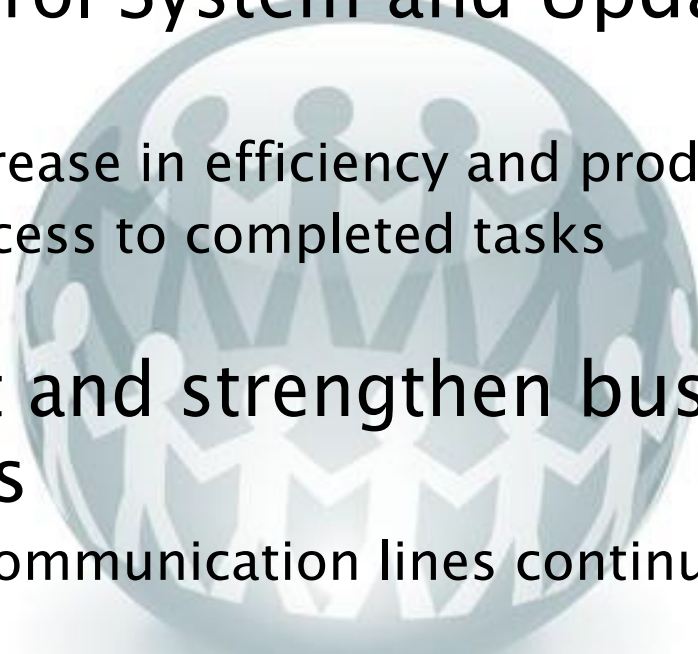 rol System and Upda
rease in efficiency and prod
cess to completed tasks
t and strengthen bus
s
ommunication lines continu